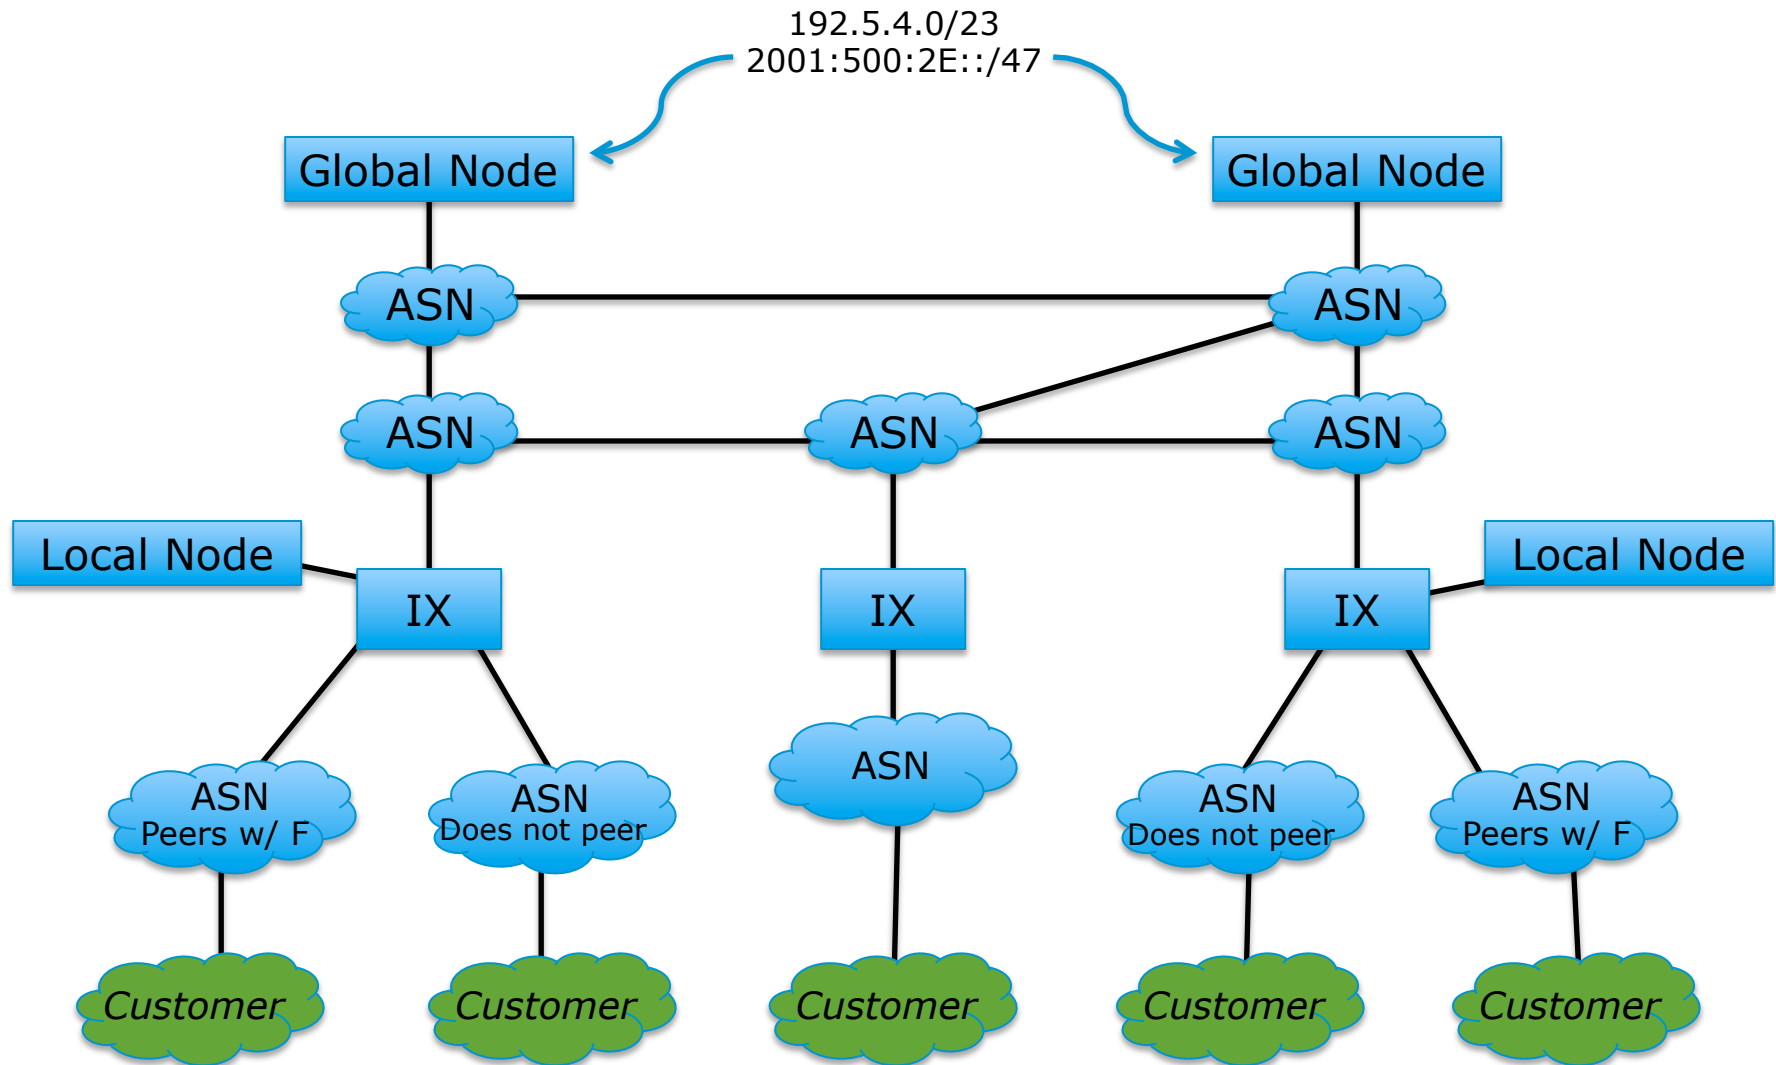 192.5.4.0/23
2001:500:2E::/47
Global Node
Global Node
ASN
ASN
ASN
ASN
ASN
Local Node
Local Node
IX
IX
IX
ASN
Peers w/ F
ASN
Does not peer
ASN
ASN
Does not peer
ASN
Peers w/ F
Customer
Customer
Customer
Customer
Customer